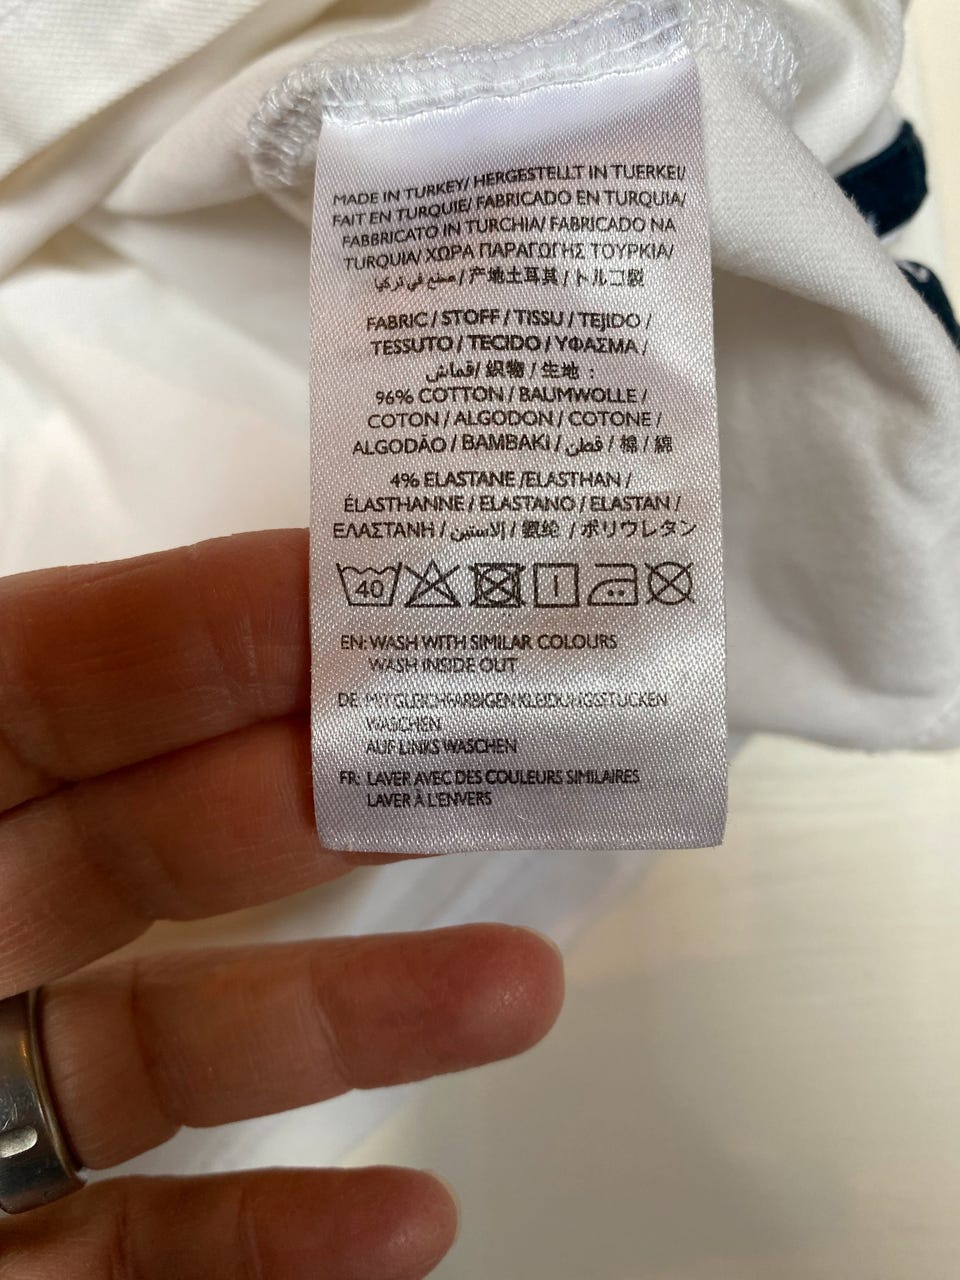 MADE IN TURKEY/ HERGESTELLT IN TUERKEI/
FAIT EN TURQUIE/ FABRICADO EN TURQUIA/
FABBRICATO IN TURCHIA/ FABRICADO NA
TURQUIA/ ΧΩΡΑ ΠΑΡΑΓΩΓΗΣ ΤΟΥΡΚΙΑ/
صنع في تركيا/产地土耳其/トルコ製
FABRIC / STOFF / TISSU / TEJIDO /
TESSUTO / TECIDO / ΥΦΑΣΜΑ /
قماش/ 織物 / 生地 :
96% COTTON / BAUMWOLLE /
COTON / ALGODON / COTONE /
ALGODÃO / BAMBAKI / قطن / 棉 / 綿
4% ELASTANE /ELASTHAN /
ÉLASTHANNE / ELASTANO / ELASTAN /
ΕΛΑΣΤΑΝΗ / الاستين / 氨纶 / ポリウレタン
40
EN: WASH WITH SIMILAR COLOURS
WASH INSIDE OUT
DE: MIT GLEICHFARBIGEN KLEIDUNGSSTÜCKEN
WASCHEN
AUF LINKS WASCHEN
FR: LAVER AVEC DES COULEURS SIMILAIRES
LAVER À L'ENVERS